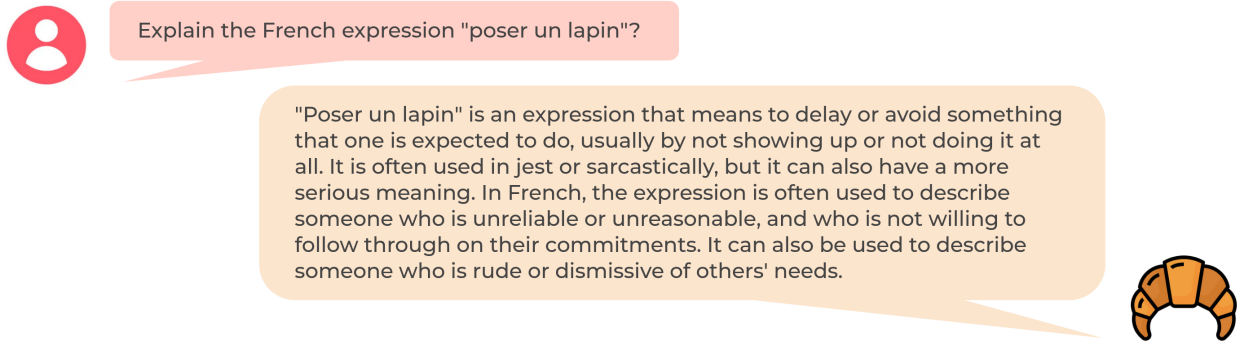 Explain the French expression "poser un lapin"?
"Poser un lapin" is an expression that means to delay or avoid something
that one is expected to do, usually by not showing up or not doing it at
all. It is often used in jest or sarcastically, but it can also have a more
serious meaning. In French, the expression is often used to describe
someone who is unreliable or unreasonable, and who is not willing to
follow through on their commitments. It can also be used to describe
someone who is rude or dismissive of others' needs.